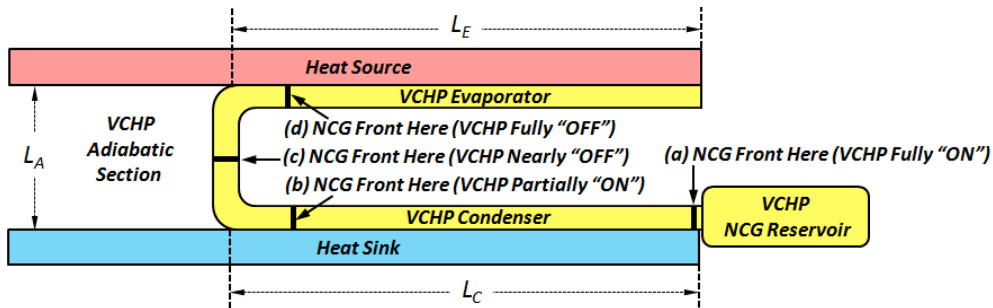 L_E
Heat Source
VCHP Evaporator
L_A
VCHP
Adiabatic
Section
(d) NCG Front Here (VCHP Fully “OFF”)
(c) NCG Front Here (VCHP Nearly “OFF”)
(b) NCG Front Here (VCHP Partially “ON”)
(a) NCG Front Here (VCHP Fully “ON”)
VCHP Condenser
VCHP
NCG Reservoir
Heat Sink
L_C